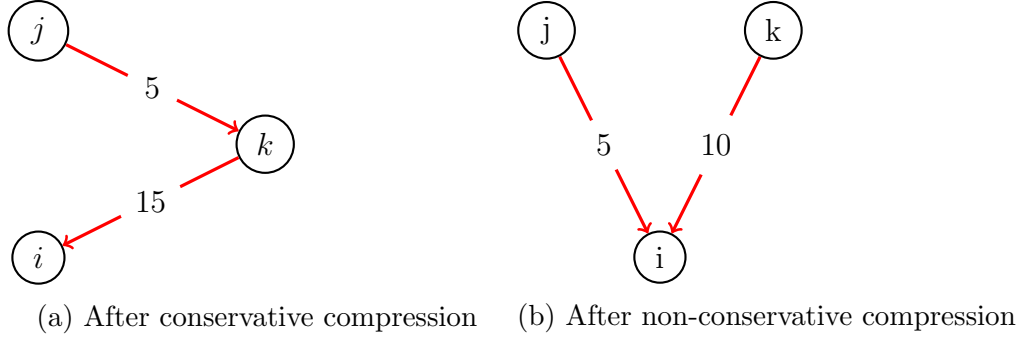 j
5
k
15
i
(a) After conservative compression
j
k
5
10
i
(b) After non-conservative compression